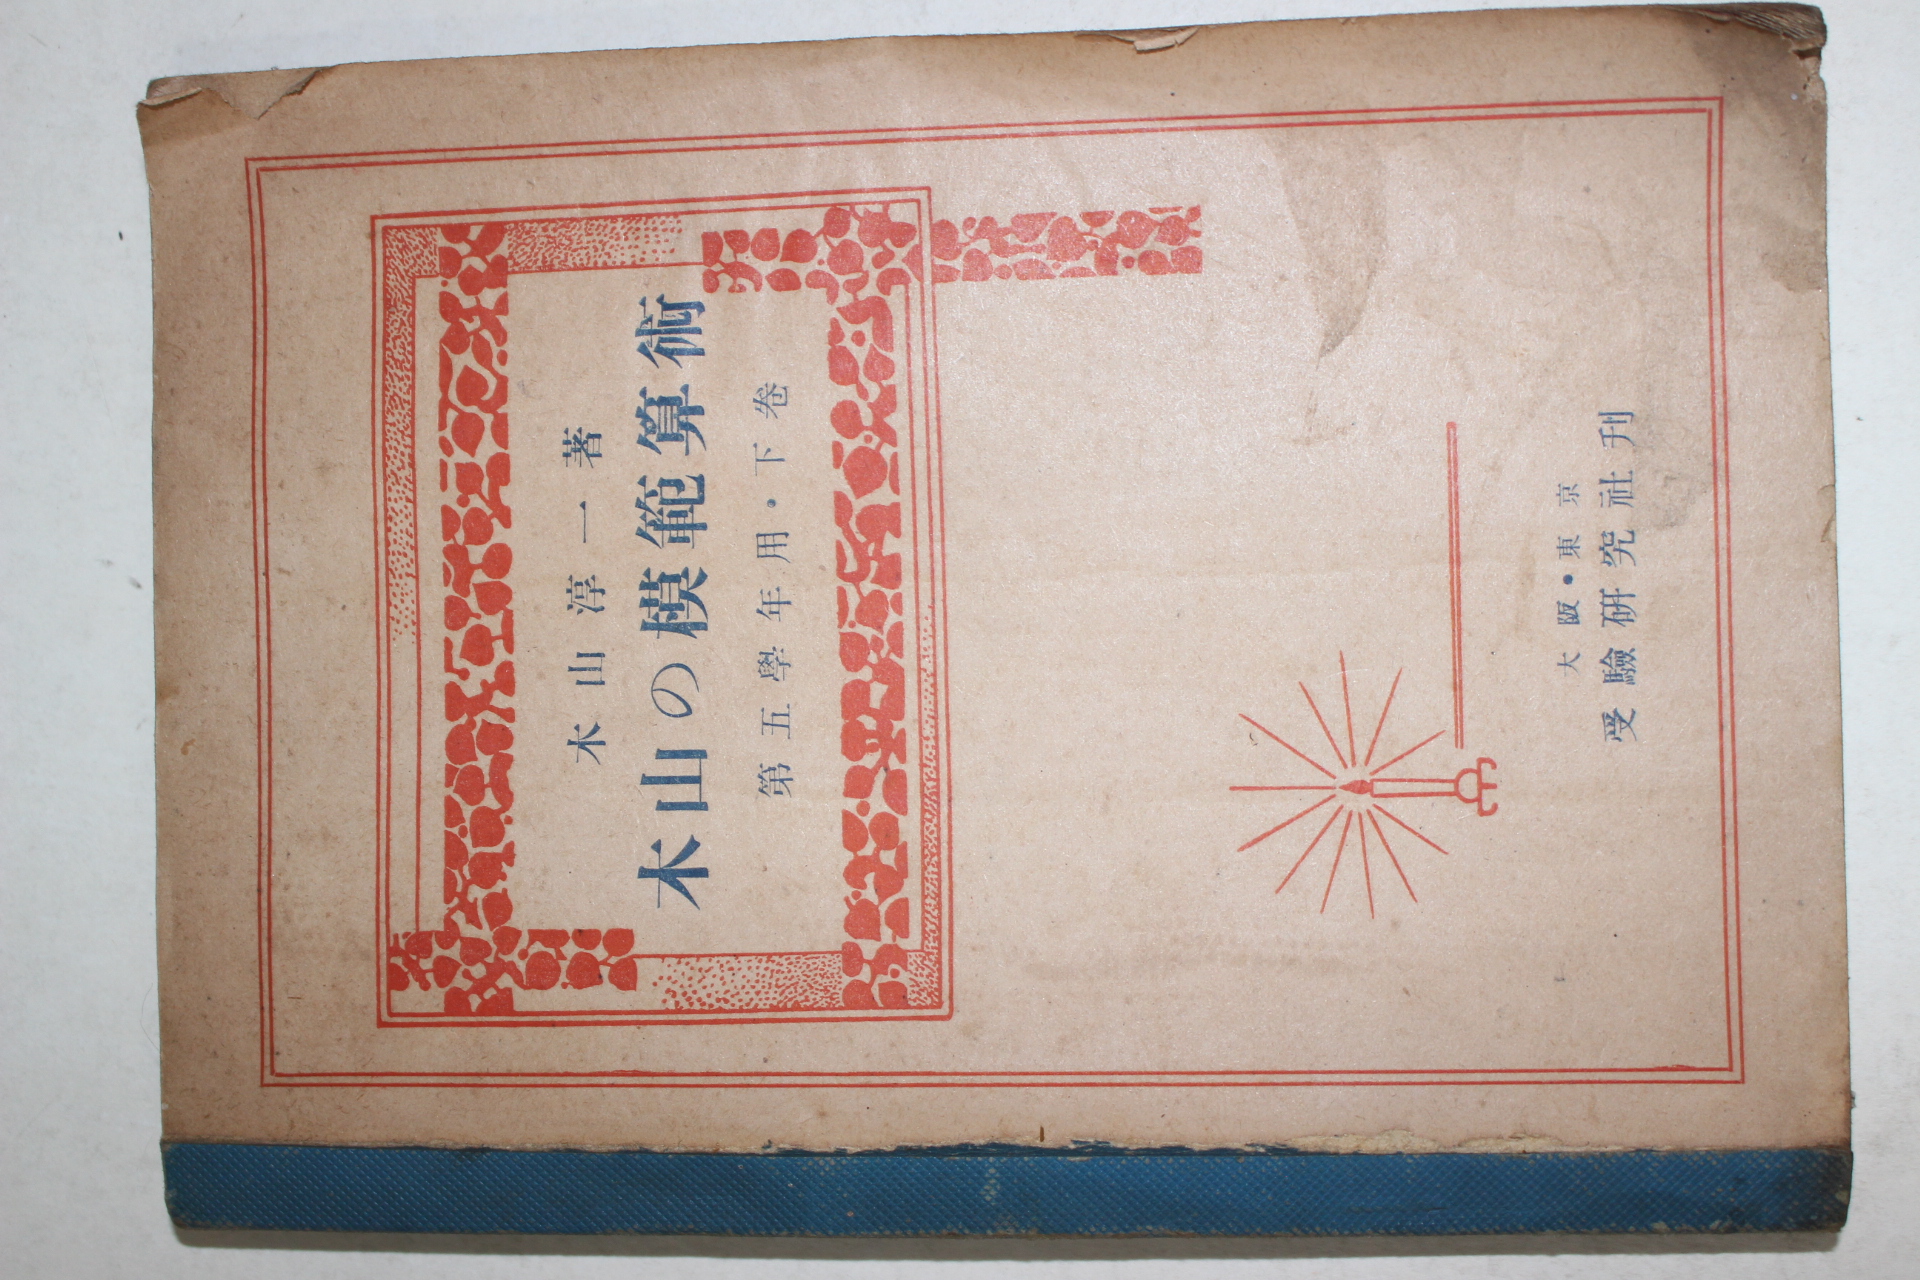 木山淳一著
木山の模範算術
第五學年用・下卷
大阪・東京
受驗研究社刊